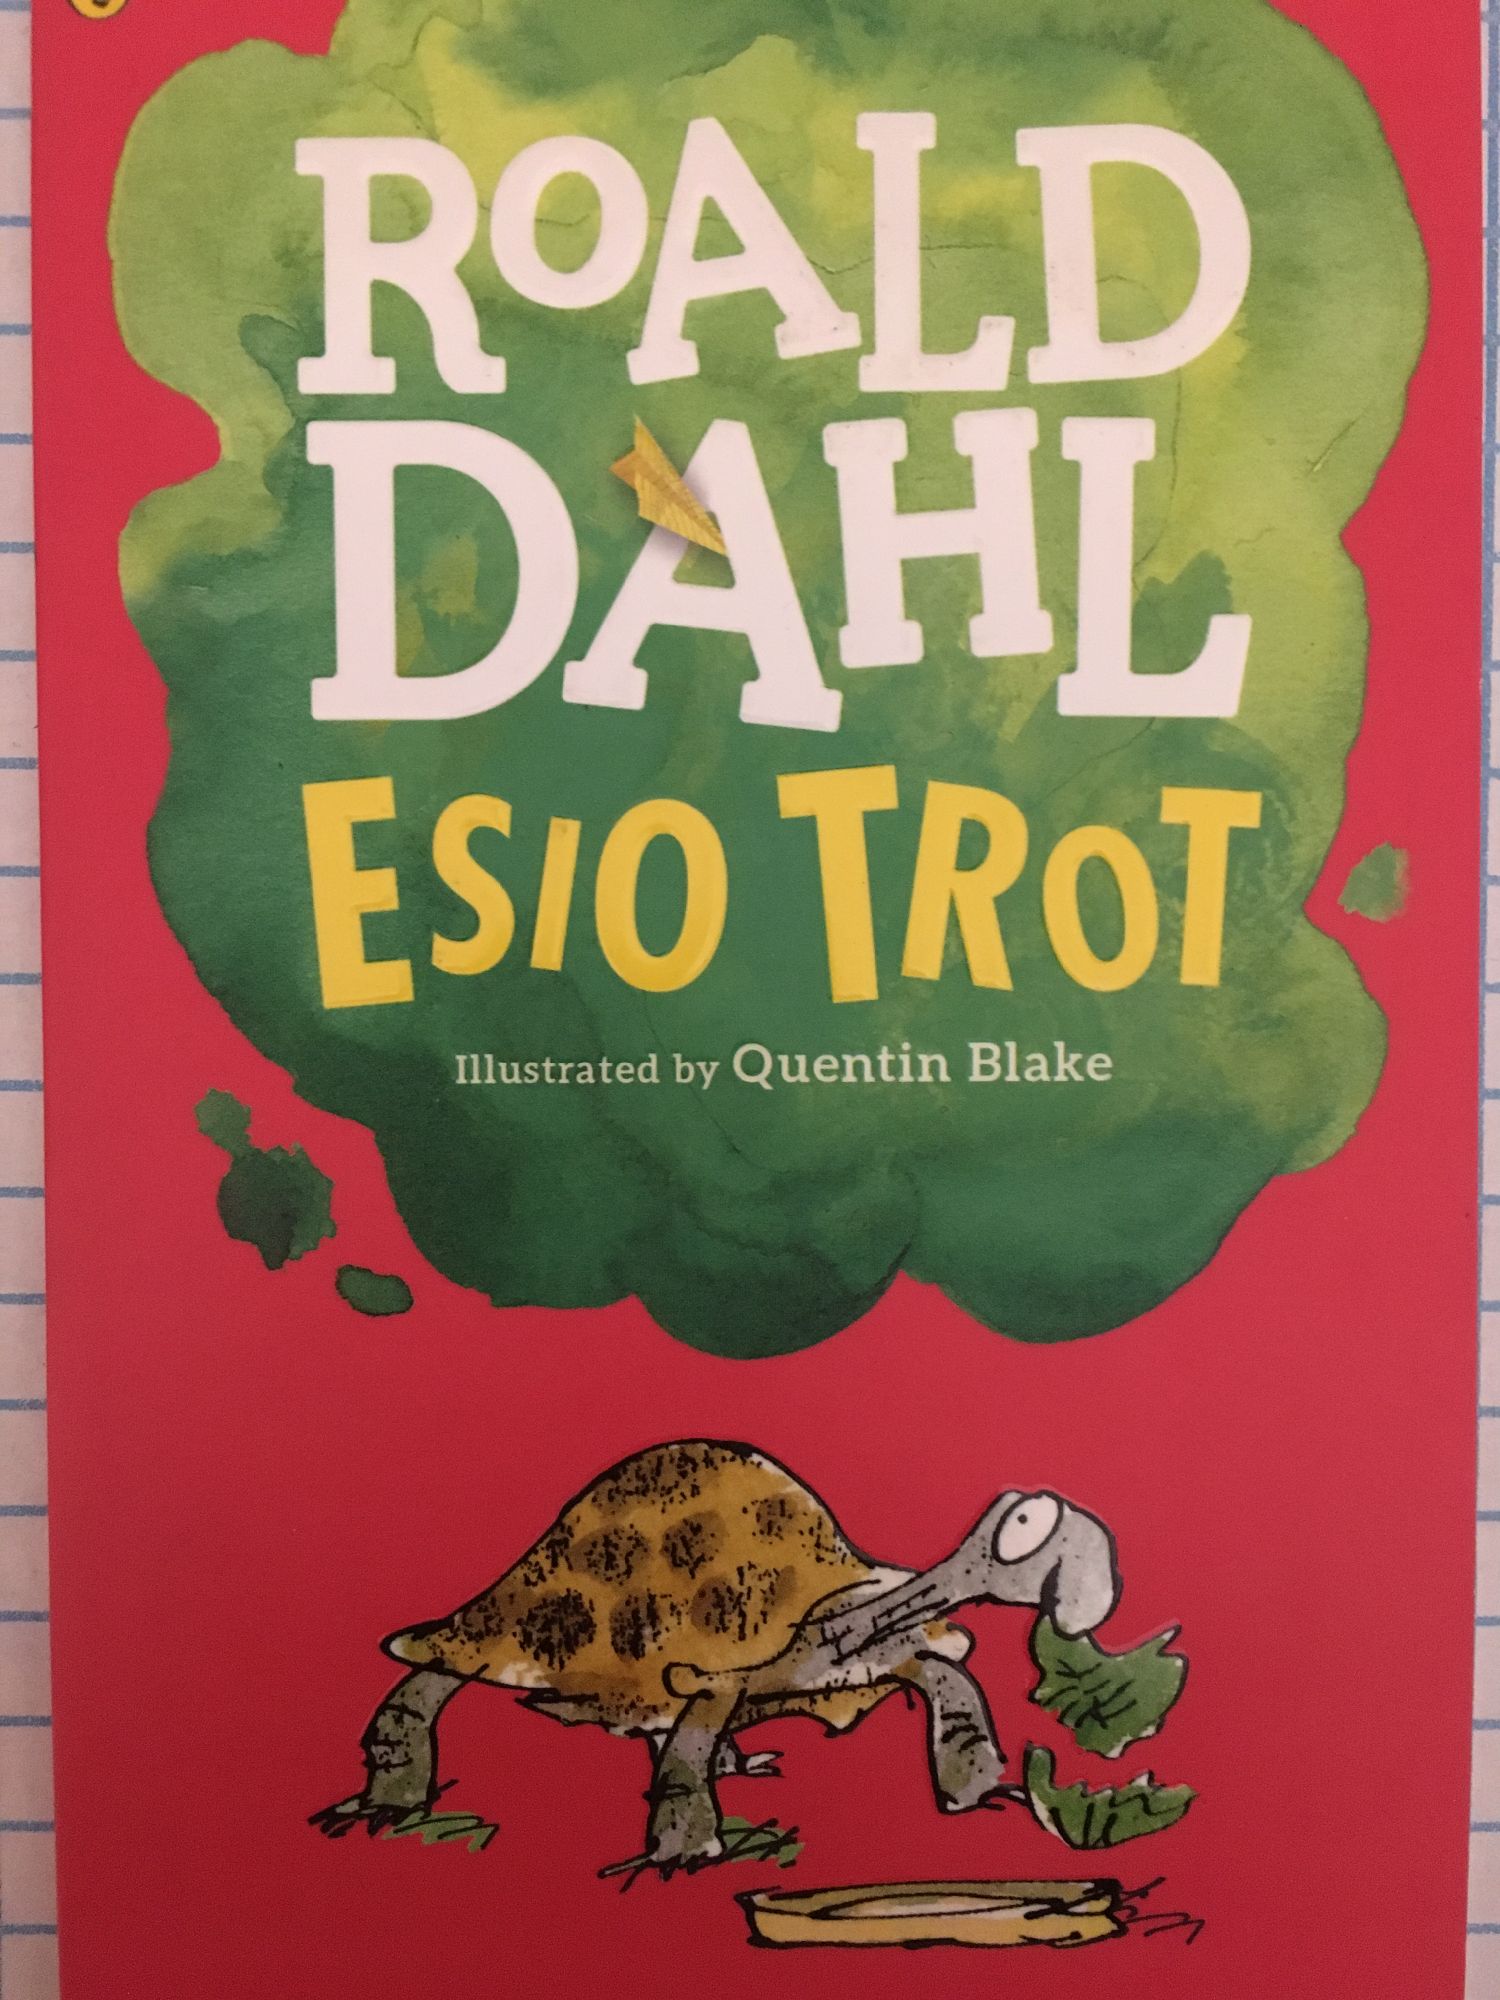 ROALD
DAHL
ESIO TROT
Illustrated by Quentin Blake